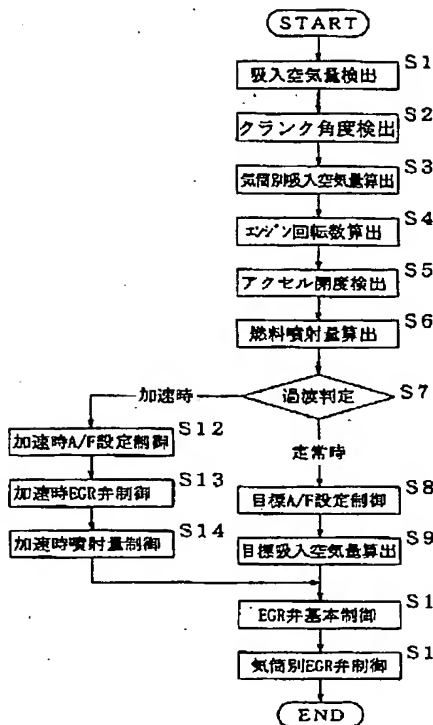 START
吸入空気量検出 S1
クランク角度検出 S2
気筒別吸入空気量算出 S3
エンジン回転数算出 S4
アクセル開度検出 S5
燃料噴射量算出 S6
過渡判定 S7
加速時
定常時
加速時A/F設定制御 S12
加速時EGR弁制御 S13
加速時噴射量制御 S14
目標A/F設定制御 S8
目標吸入空気量算出 S9
EGR弁基本制御 S1
気筒別EGR弁制御 S1
END